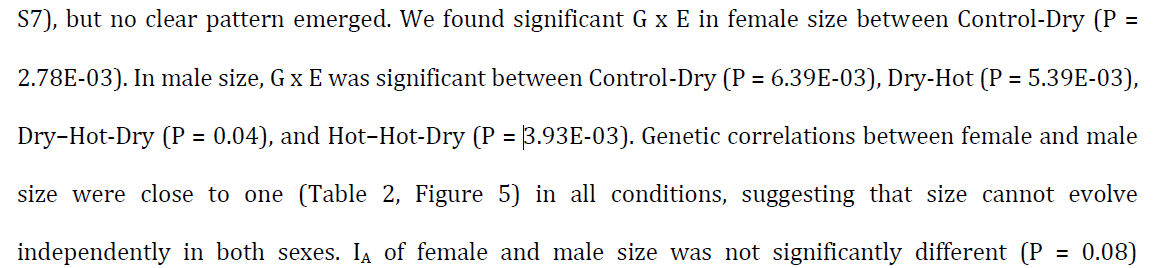 S7), but no clear pattern emerged. We found significant G x E in female size between Control-Dry (P =
2.78E-03). In male size, G x E was significant between Control-Dry (P = 6.39E-03), Dry-Hot (P = 5.39E-03),
Dry–Hot-Dry (P = 0.04), and Hot–Hot-Dry (P = 3.93E-03). Genetic correlations between female and male
size were close to one (Table 2, Figure 5) in all conditions, suggesting that size cannot evolve
independently in both sexes. IA of female and male size was not significantly different (P = 0.08)